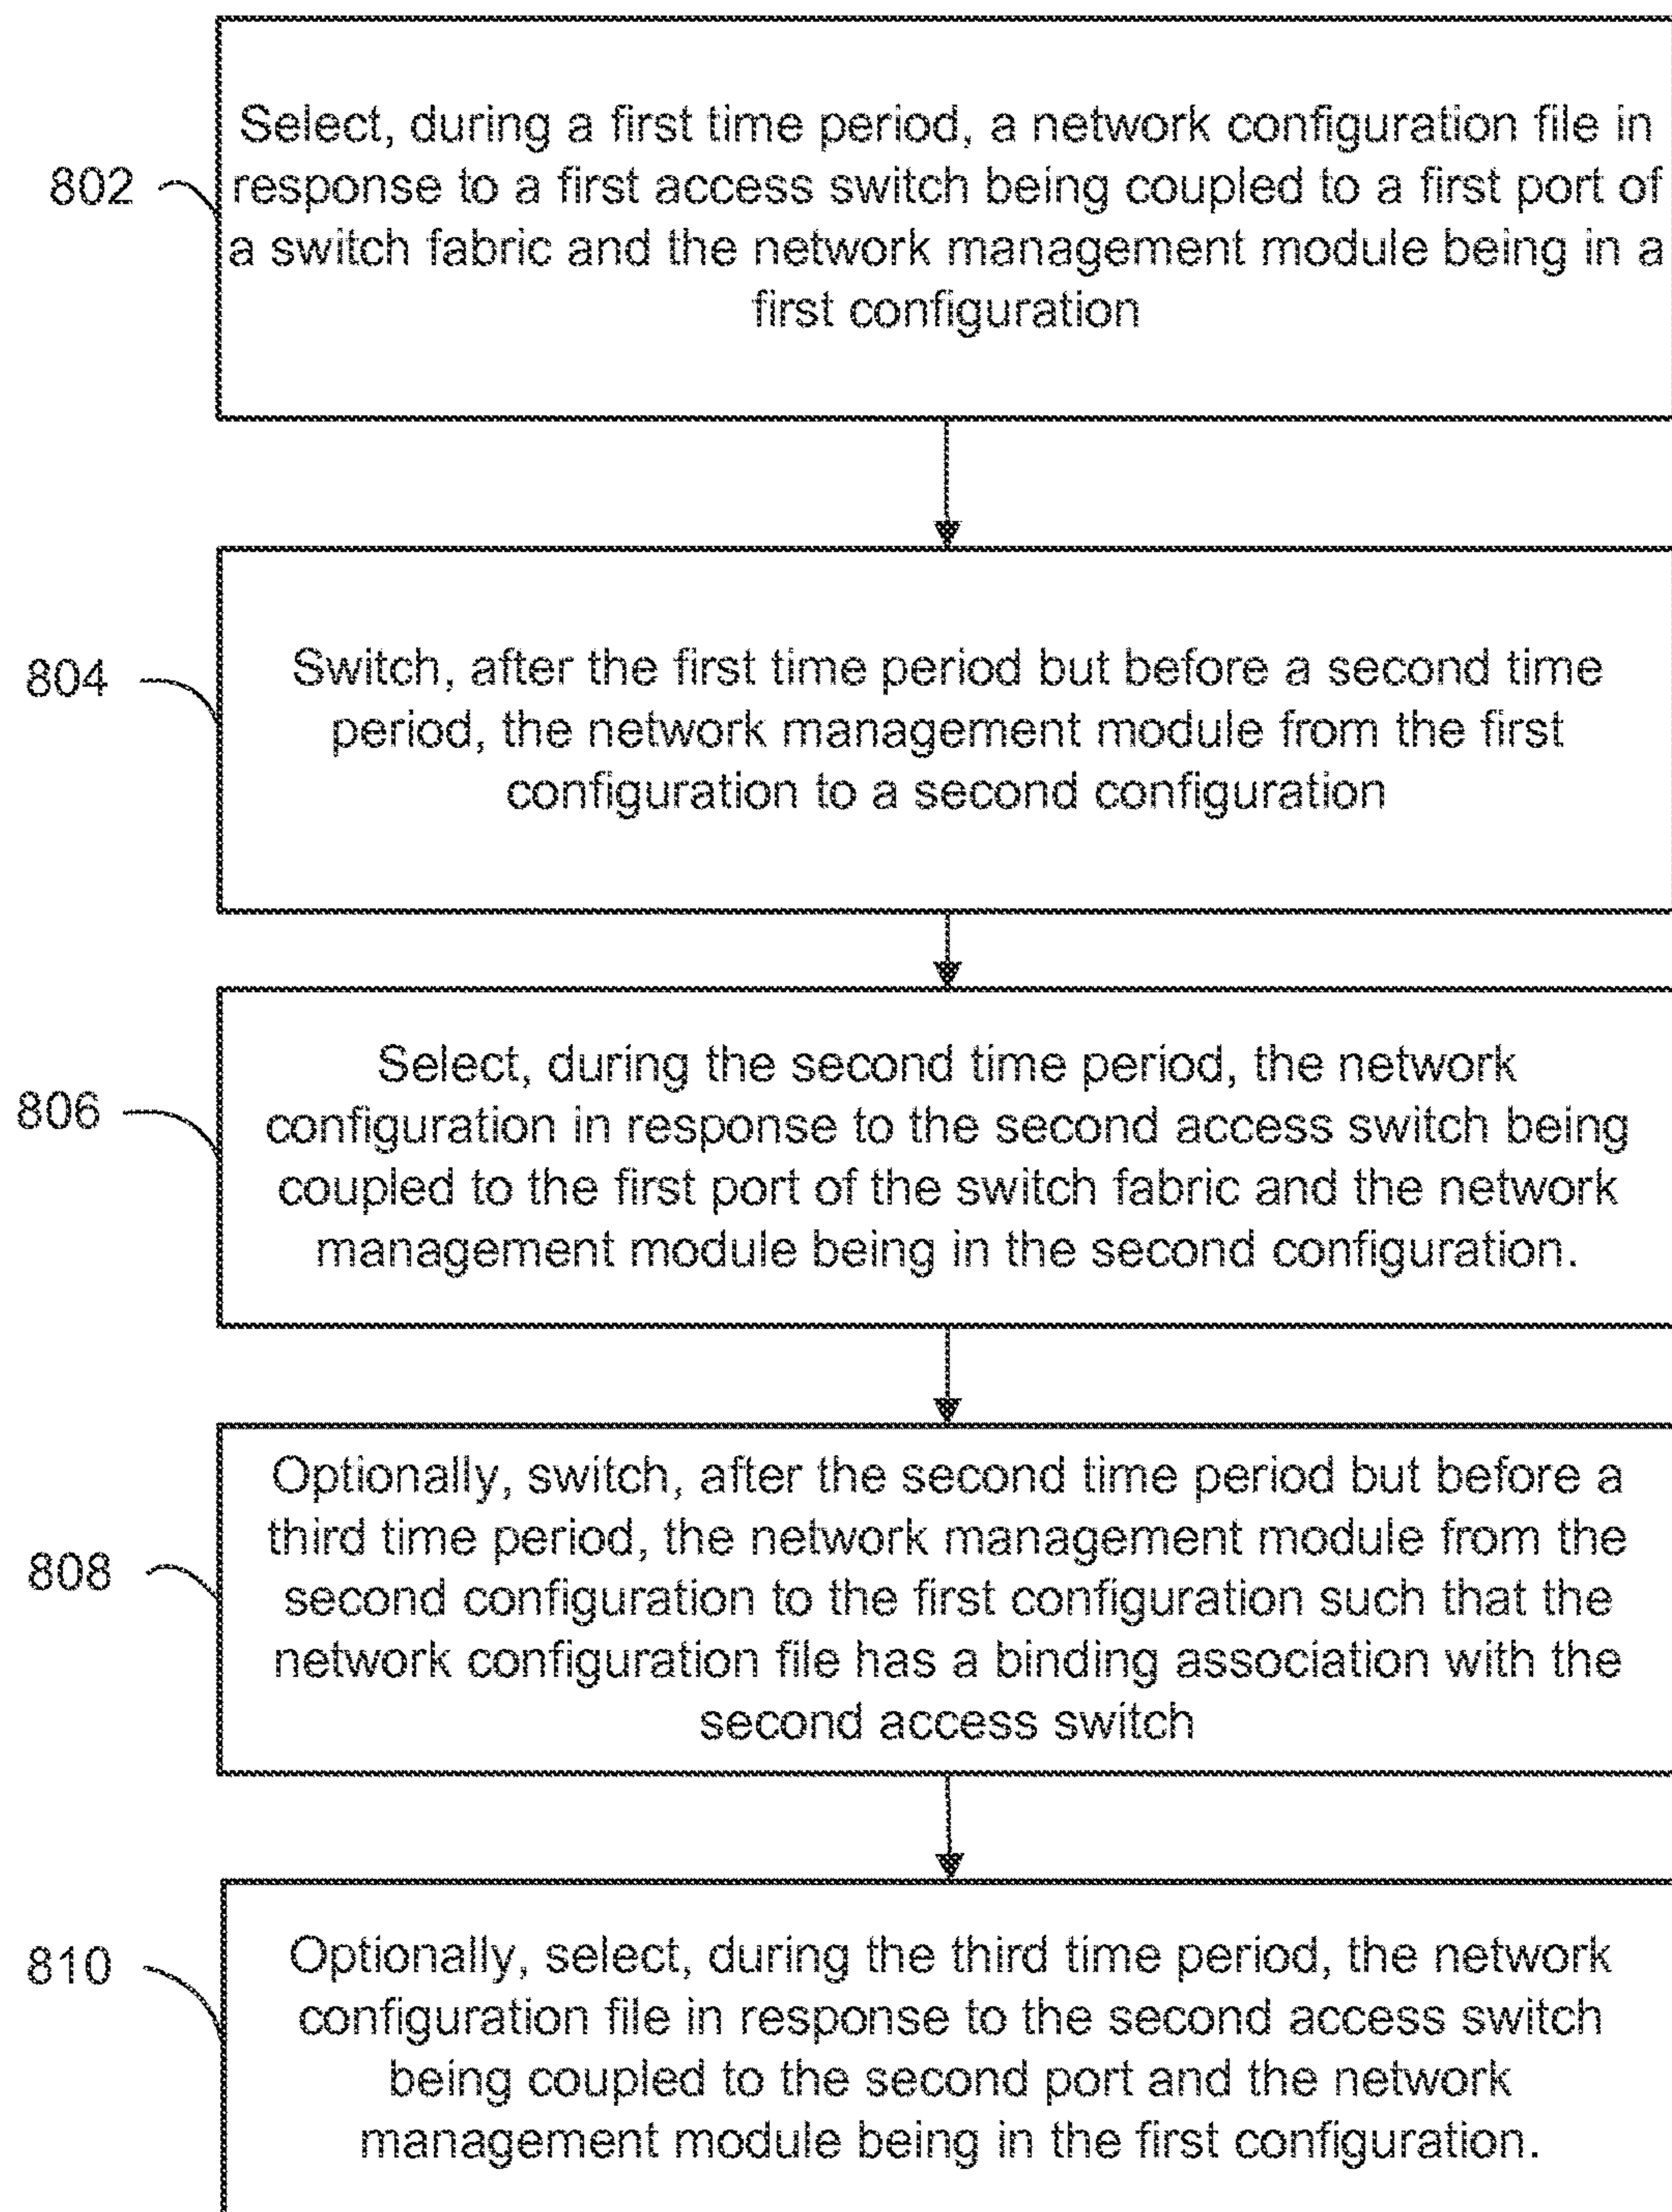 Select, during a first time period, a network configuration file in
802
response to a first access switch being coupled to a first port of
a switch fabric and the network management module being in a
first configuration
804
Switch, after the first time period but before a second time
period, the network management module from the first
configuration to a second configuration
Select, during the second time period, the network
806
configuration in response to the second access switch being
coupled to the first port of the switch fabric and the network
management module being in the second configuration.
Optionally, switch, after the second time period but before a
third time period, the network management module from the
808
second configuration to the first configuration such that the
network configuration file has a binding association with the
second access switch
810
Optionally, select, during the third time period, the network
configuration file in response to the second access switch
being coupled to the second port and the network
management module being in the first configuration.